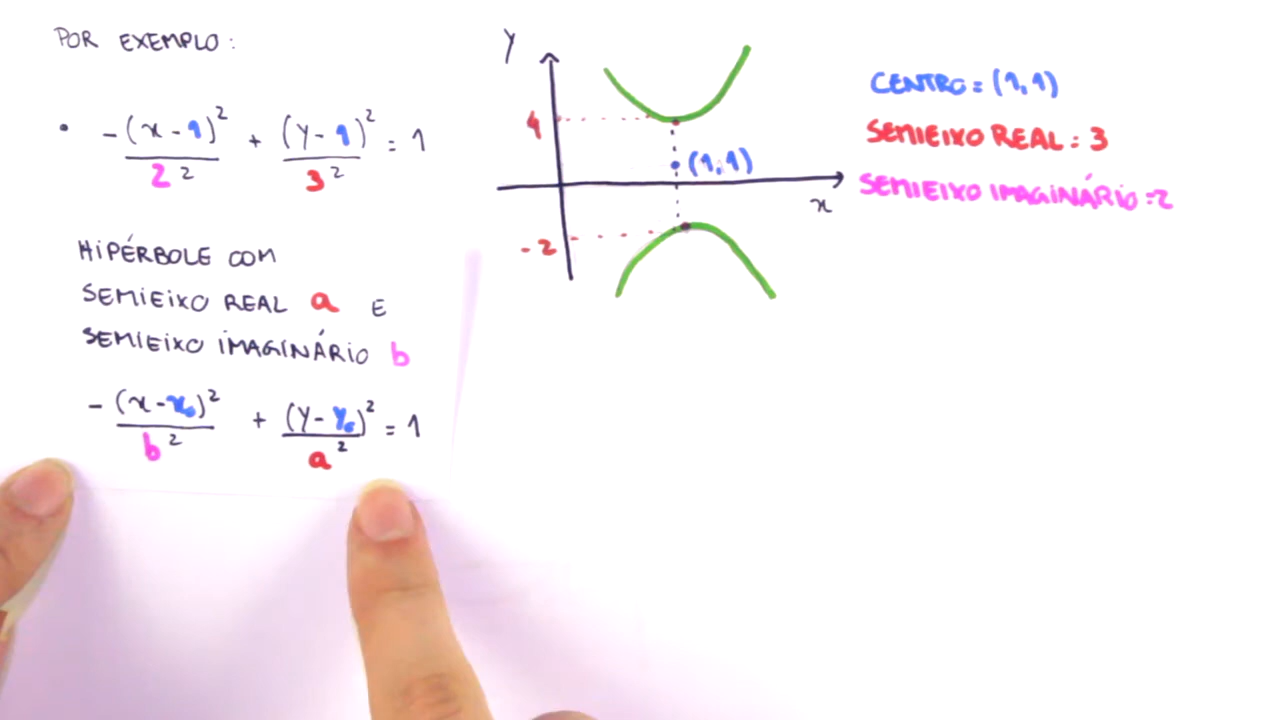 POR EXEMPLO:
• -(x-1)²/2² + (y-1)²/3² = 1
HIPÉRBOLE COM
SEMIEIXO REAL a E
SEMIEIXO IMAGINÁRIO b
-(x-x₀)²/b² + (y-y₀)²/a² = 1
y
4
(1,1)
x
-2
CENTRO = (1,1)
SEMIEIXO REAL: 3
SEMIEIXO IMAGINÁRIO:2